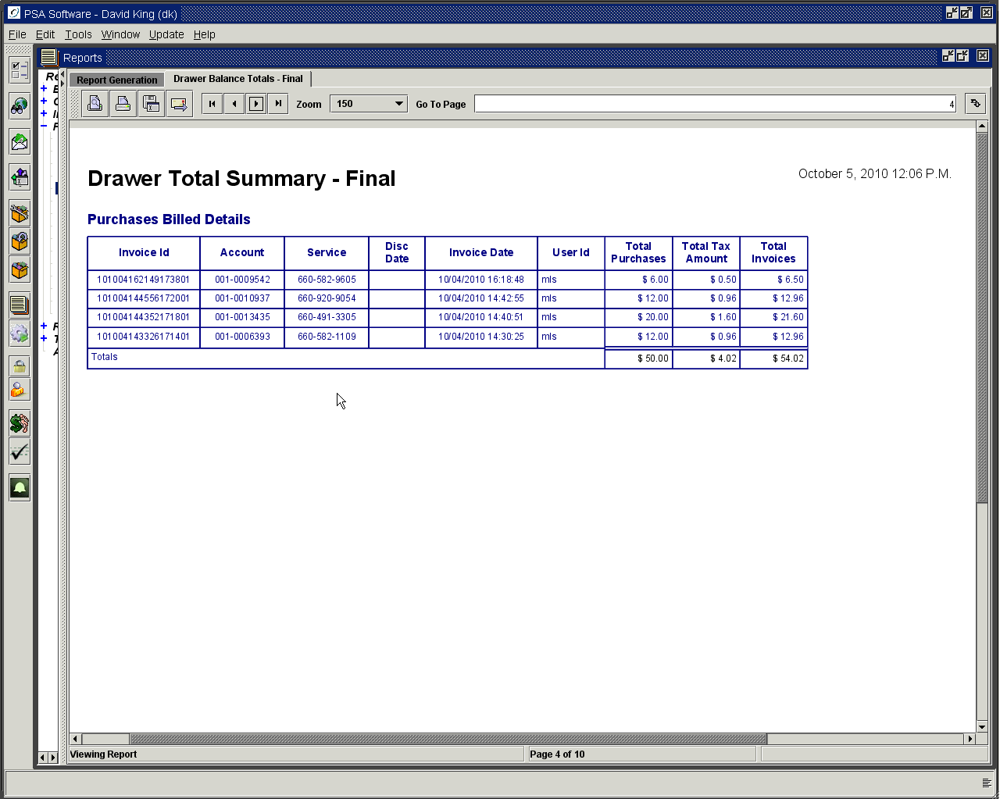 PSA Software - David King (dk)
File Edit Tools Window Update Help
Reports
Report Generation Drawer Balance Totals - Final
Zoom 150 Go To Page 4
Drawer Total Summary - Final
October 5, 2010 12:06 P.M.
Purchases Billed Details
Invoice Id Account Service Disc Date Invoice Date User Id Total Purchases Total Tax Amount Total Invoices
101004162149173801 001-0009542 660-582-9605 10/04/2010 16:18:48 mls $ 6.00 $ 0.50 $ 6.50
101004144556172001 001-0010937 660-920-9054 10/04/2010 14:42:55 mls $ 12.00 $ 0.96 $ 12.96
101004144352171801 001-0013435 660-491-3305 10/04/2010 14:40:51 mls $ 20.00 $ 1.60 $ 21.60
101004143326171401 001-0006393 660-582-1109 10/04/2010 14:30:25 mls $ 12.00 $ 0.96 $ 12.96
Totals $ 50.00 $ 4.02 $ 54.02
Viewing Report Page 4 of 10